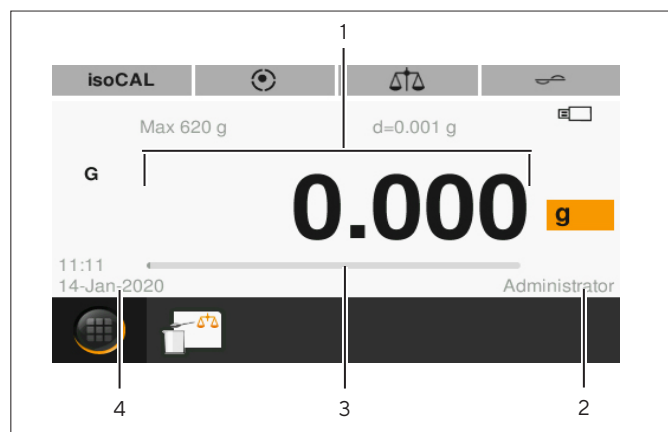 1
isoCAL
Max 620 g d=0.001 g
G
0.000 g
11:11
14-Jan-2020 Administrator
4 3 2